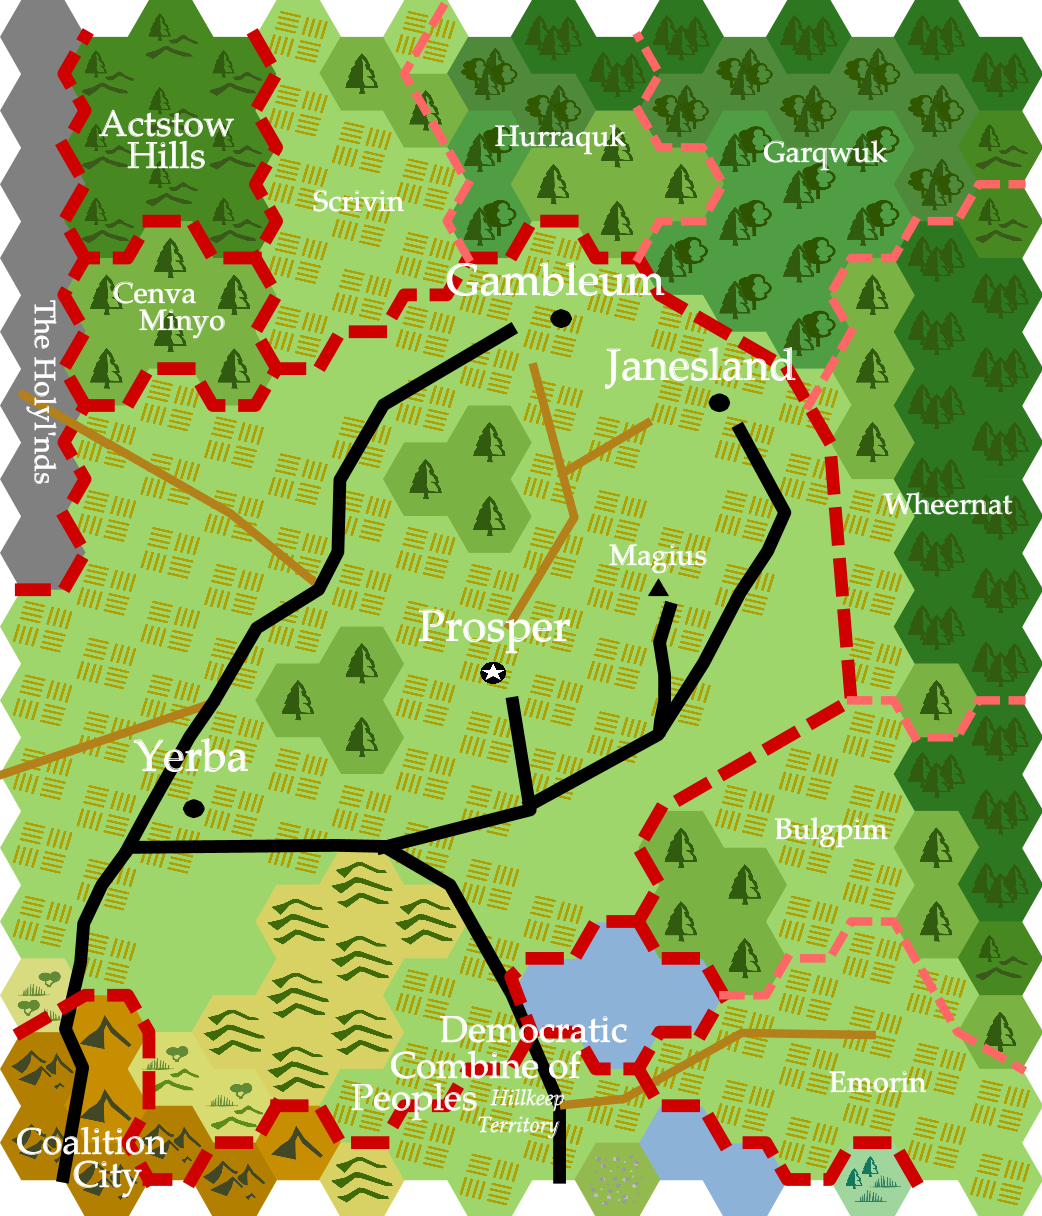 Actstow
Hills
Hurraquk
Garqwuk
Scrivin
Gambleum
Cenva
Minyo
The Holyl'nds
Janesland
Wheernat
Magius
Prosper
Yerba
Bulgpim
Democratic
Combine of
Peoples
Hillkeep
Territory
Emorin
Coalition
City